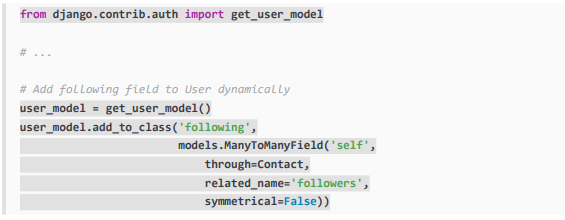 from django.contrib.auth import get_user_model
# ...
# Add following field to User dynamically
user_model = get_user_model()
user_model.add_to_class('following',
                        models.ManyToManyField('self',
                            through=Contact,
                            related_name='followers',
                            symmetrical=False))